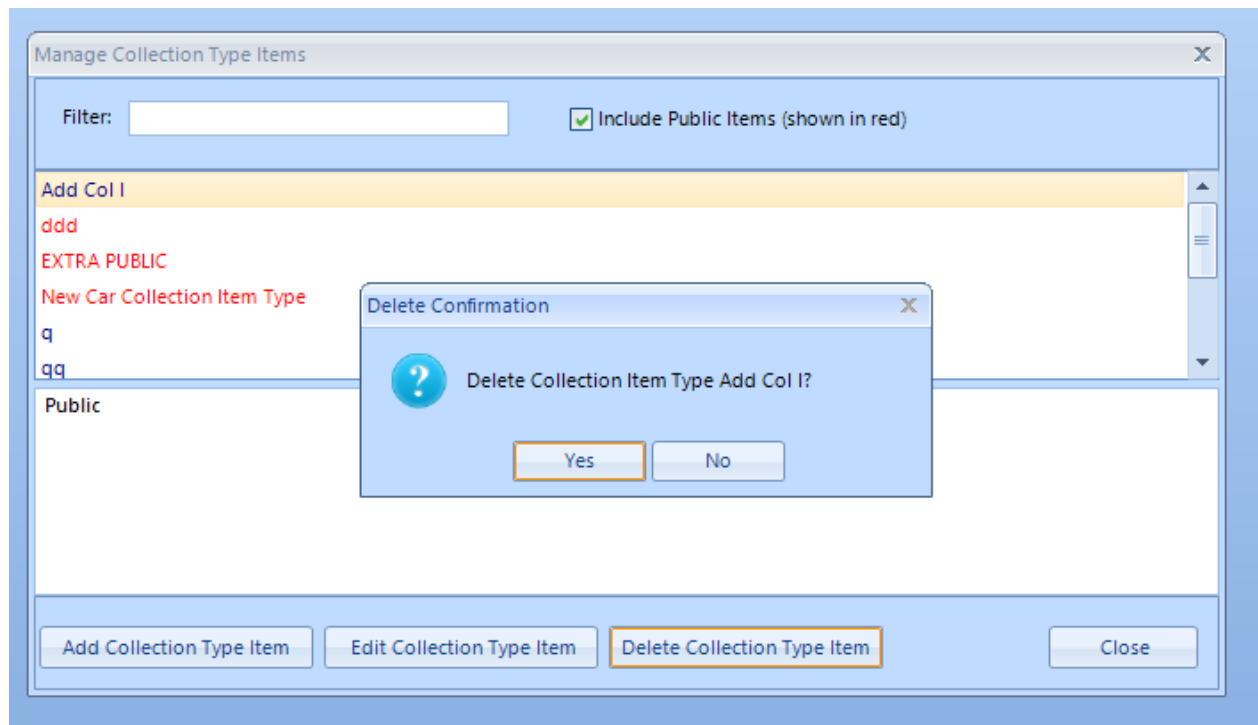 Manage Collection Type Items
Filter:
Include Public Items (shown in red)
Add Col I
ddd
EXTRA PUBLIC
New Car Collection Item Type
q
qq
Public
Delete Confirmation
Delete Collection Item Type Add Col I?
Yes
No
Add Collection Type Item
Edit Collection Type Item
Delete Collection Type Item
Close